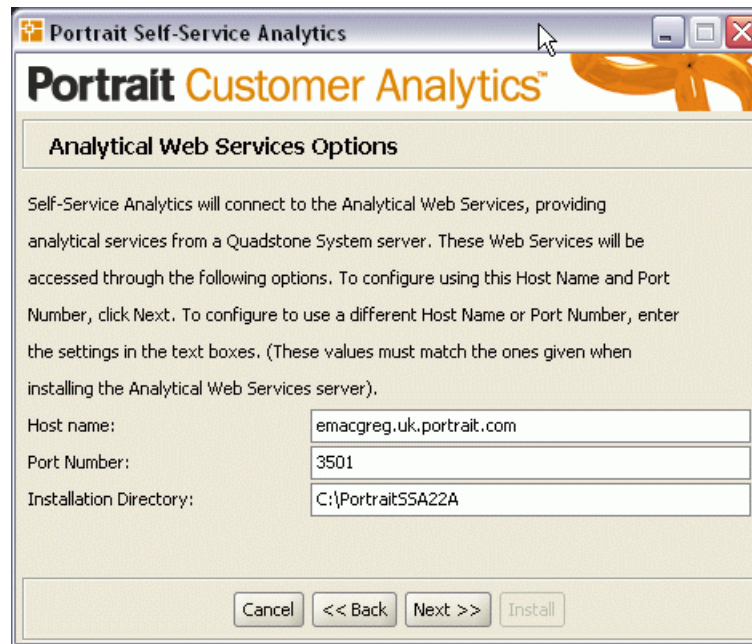 Portrait Self-Service Analytics
Portrait Customer Analytics™
Analytical Web Services Options
Self-Service Analytics will connect to the Analytical Web Services, providing
analytical services from a Quadstone System server. These Web Services will be
accessed through the following options. To configure using this Host Name and Port
Number, click Next. To configure to use a different Host Name or Port Number, enter
the settings in the text boxes. (These values must match the ones given when
installing the Analytical Web Services server).
Host name: emacgreg.uk.portrait.com
Port Number: 3501
Installation Directory: C:\PortraitSSA22A
Cancel << Back Next >> Install